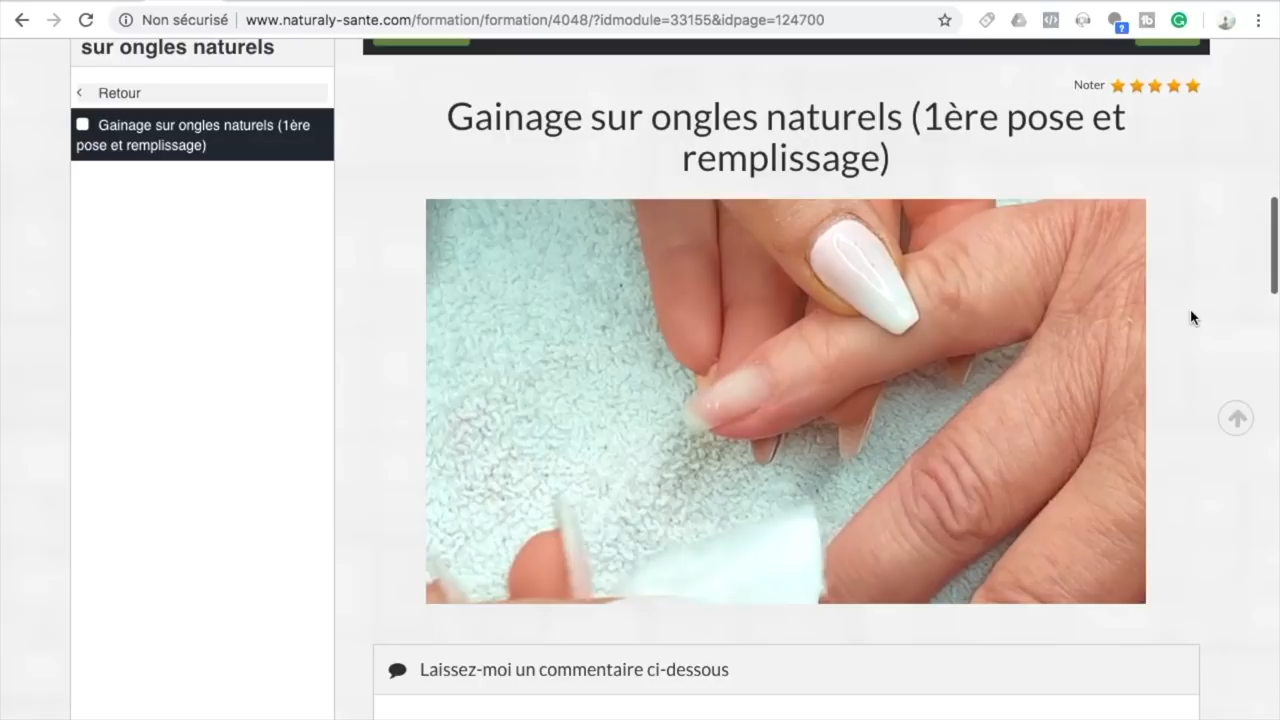 Non sécurisé
www.naturaly-sante.com/formation/formation/4048/?idmodule=33155&idpage=124700
sur ongles naturels
Retour
Gainage sur ongles naturels (1ère
pose et remplissage)
Noter
Gainage sur ongles naturels (1ère pose et
remplissage)
Laissez-moi un commentaire ci-dessous